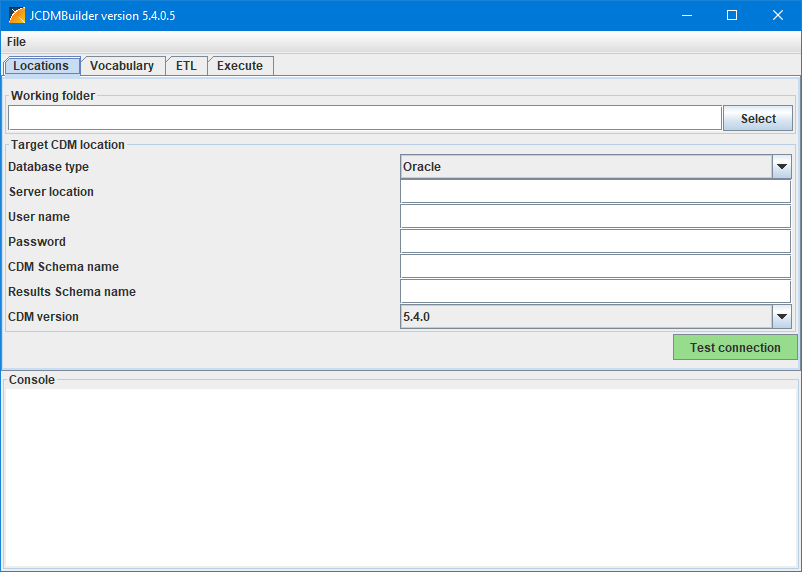 JCDMBuilder version 5.4.0.5
File
Locations Vocabulary ETL Execute
Working folder
Select
Target CDM location
Database type Oracle
Server location
User name
Password
CDM Schema name
Results Schema name
CDM version 5.4.0
Test connection
Console